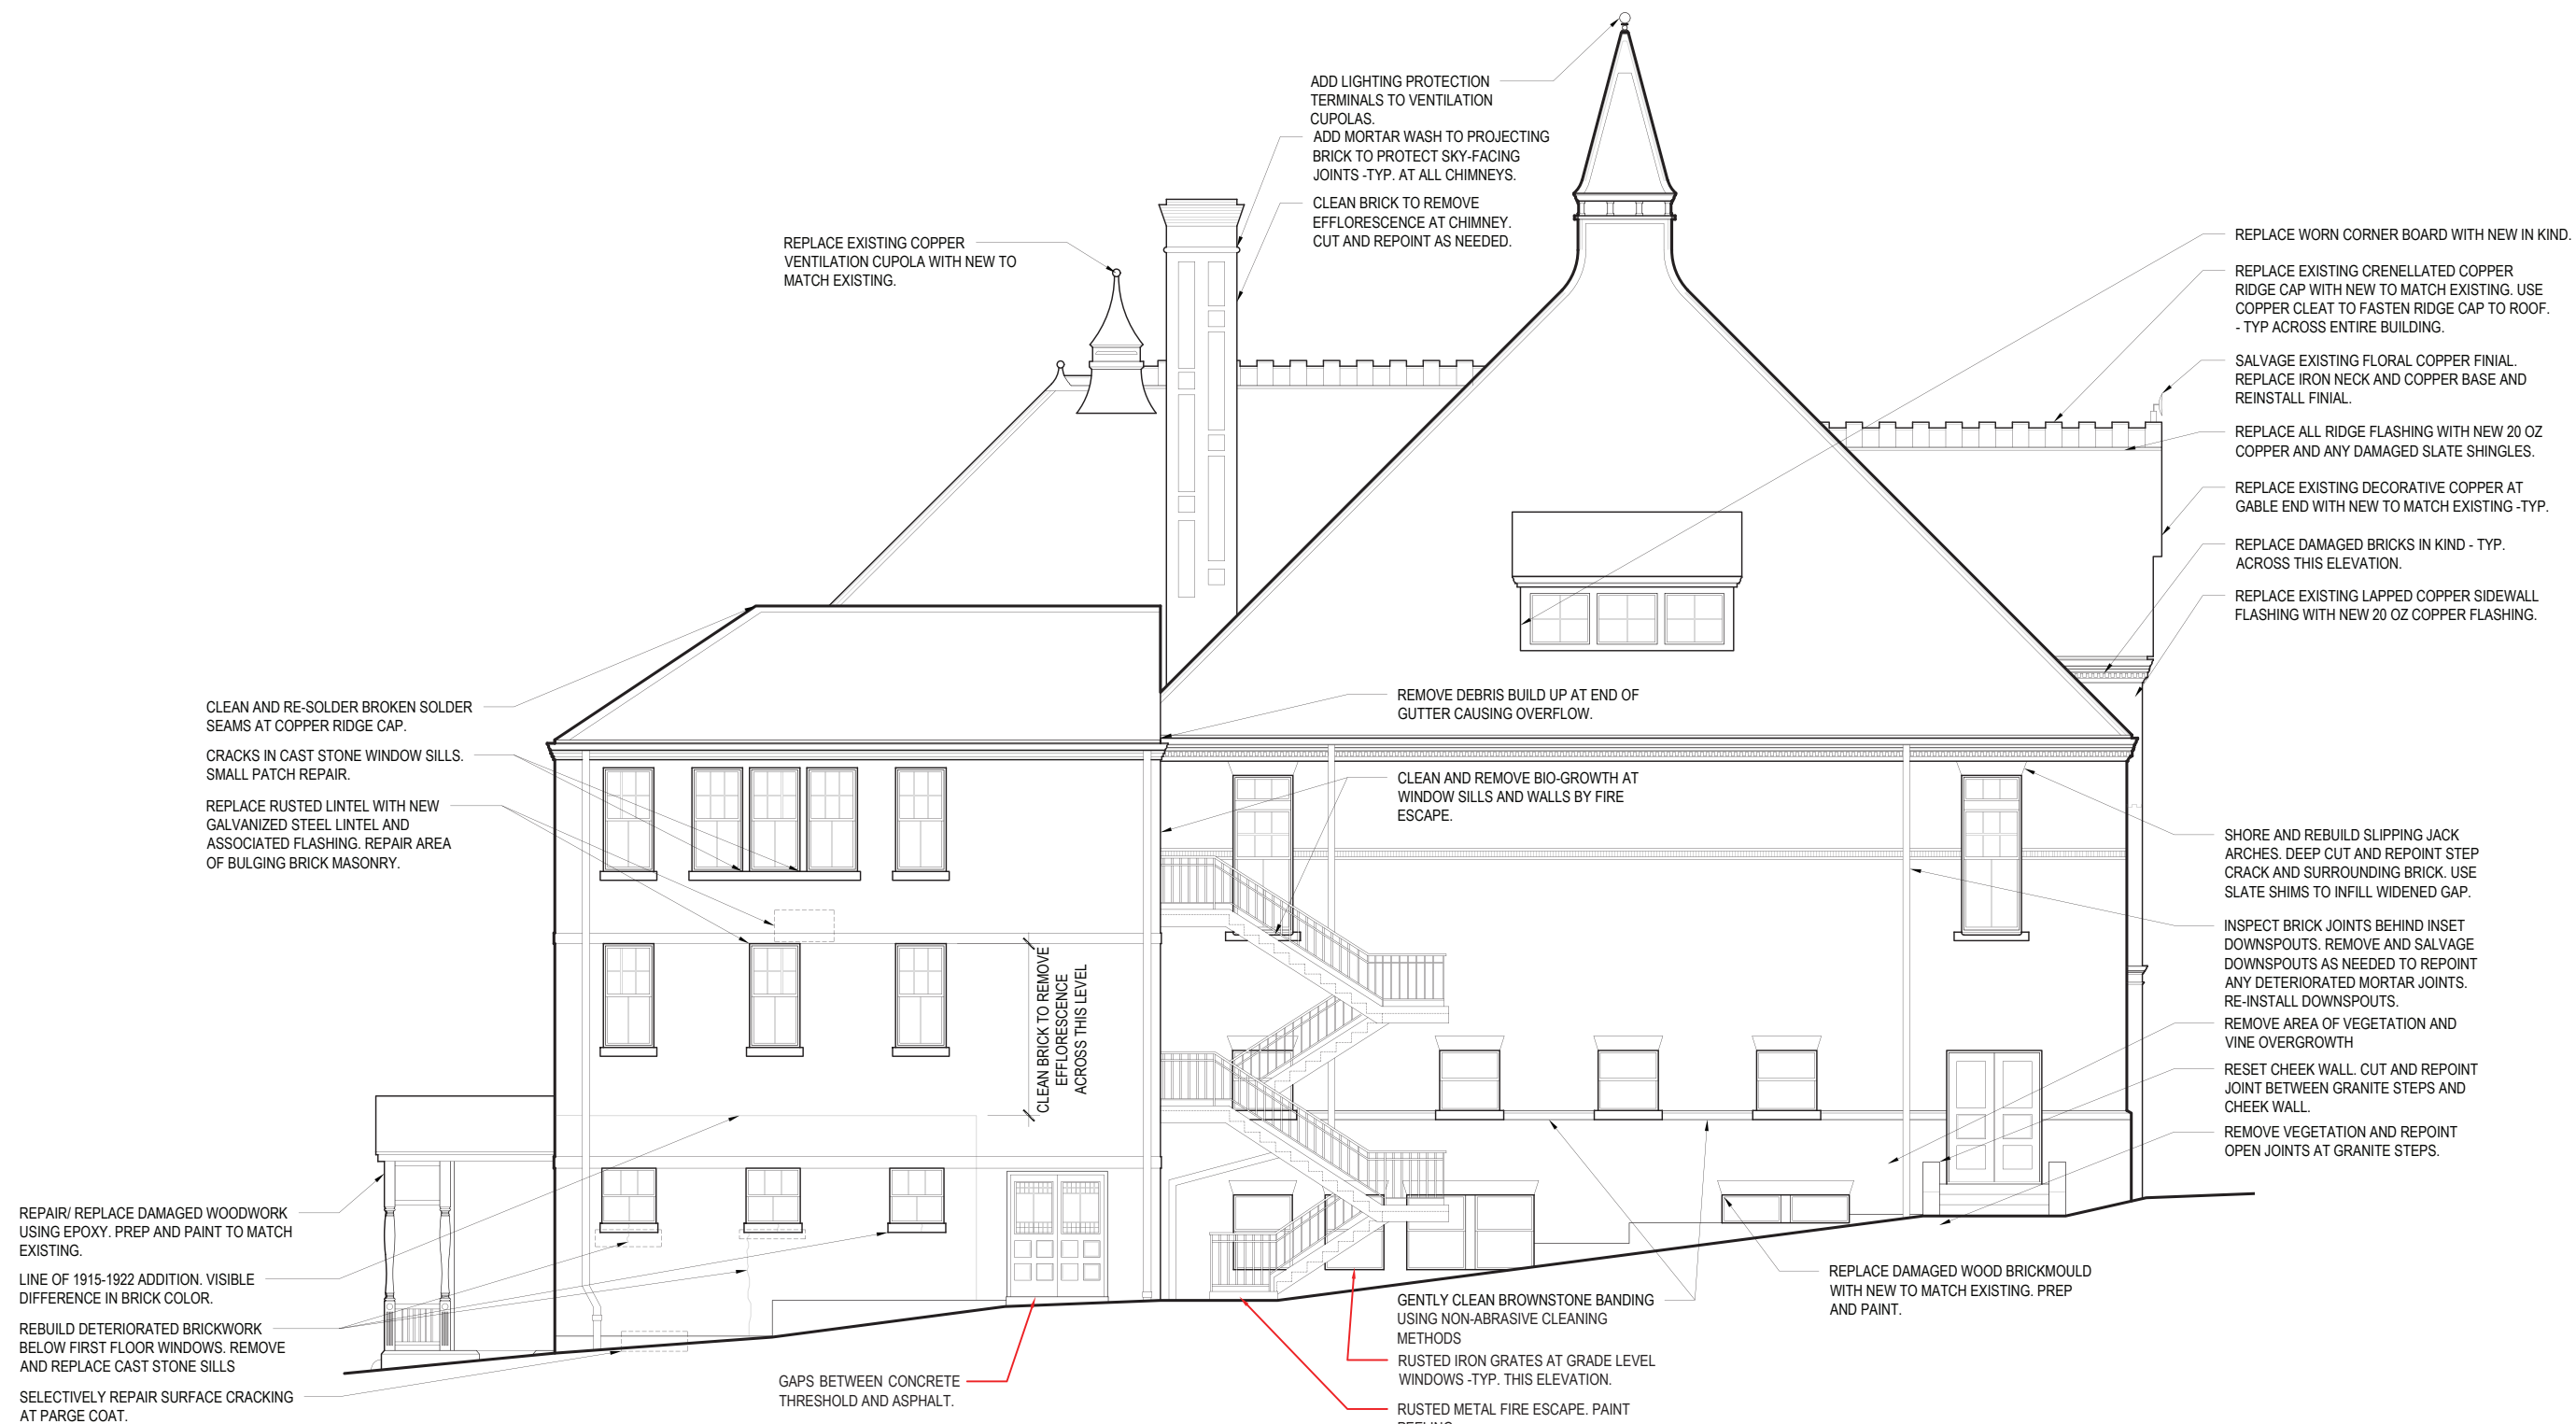 ADD LIGHTING PROTECTION
TERMINALS TO VENTILATION
CUPOLAS.
ADD MORTAR WASH TO PROJECTING
BRICK TO PROTECT SKY-FACING
JOINTS -TYP. AT ALL CHIMNEYS.
CLEAN BRICK TO REMOVE
EFFLORESCENCE AT CHIMNEY.
CUT AND REPOINT AS NEEDED.
REPLACE EXISTING COPPER
VENTILATION CUPOLA WITH NEW TO
MATCH EXISTING.
REPLACE WORN CORNER BOARD WITH NEW IN KIND.
REPLACE EXISTING CRENELLATED COPPER
RIDGE CAP WITH NEW TO MATCH EXISTING. USE
COPPER CLEAT TO FASTEN RIDGE CAP TO ROOF.
- TYP ACROSS ENTIRE BUILDING.
SALVAGE EXISTING FLORAL COPPER FINIAL.
REPLACE IRON NECK AND COPPER BASE AND
REINSTALL FINIAL.
REPLACE ALL RIDGE FLASHING WITH NEW 20 OZ
COPPER AND ANY DAMAGED SLATE SHINGLES.
REPLACE EXISTING DECORATIVE COPPER AT
GABLE END WITH NEW TO MATCH EXISTING -TYP.
REPLACE DAMAGED BRICKS IN KIND - TYP.
ACROSS THIS ELEVATION.
REPLACE EXISTING LAPPED COPPER SIDEWALL
FLASHING WITH NEW 20 OZ COPPER FLASHING.
CLEAN AND RE-SOLDER BROKEN SOLDER
SEAMS AT COPPER RIDGE CAP.
CRACKS IN CAST STONE WINDOW SILLS.
SMALL PATCH REPAIR.
REPLACE RUSTED LINTEL WITH NEW
GALVANIZED STEEL LINTEL AND
ASSOCIATED FLASHING. REPAIR AREA
OF BULGING BRICK MASONRY.
REMOVE DEBRIS BUILD UP AT END OF
GUTTER CAUSING OVERFLOW.
CLEAN AND REMOVE BIO-GROWTH AT
WINDOW SILLS AND WALLS BY FIRE
ESCAPE.
SHORE AND REBUILD SLIPPING JACK
ARCHES. DEEP CUT AND REPOINT STEP
CRACK AND SURROUNDING BRICK. USE
SLATE SHIMS TO INFILL WIDENED GAP.
INSPECT BRICK JOINTS BEHIND INSET
DOWNSPOUTS. REMOVE AND SALVAGE
DOWNSPOUTS AS NEEDED TO REPOINT
ANY DETERIORATED MORTAR JOINTS.
RE-INSTALL DOWNSPOUTS.
REMOVE AREA OF VEGETATION AND
VINE OVERGROWTH
RESET CHEEK WALL. CUT AND REPOINT
JOINT BETWEEN GRANITE STEPS AND
CHEEK WALL.
REMOVE VEGETATION AND REPOINT
OPEN JOINTS AT GRANITE STEPS.
CLEAN BRICK TO REMOVE
EFFLORESCENCE
ACROSS THIS LEVEL
REPAIR/ REPLACE DAMAGED WOODWORK
USING EPOXY. PREP AND PAINT TO MATCH
EXISTING.
LINE OF 1915-1922 ADDITION. VISIBLE
DIFFERENCE IN BRICK COLOR.
REBUILD DETERIORATED BRICKWORK
BELOW FIRST FLOOR WINDOWS. REMOVE
AND REPLACE CAST STONE SILLS
SELECTIVELY REPAIR SURFACE CRACKING
AT PARGE COAT.
GAPS BETWEEN CONCRETE
THRESHOLD AND ASPHALT.
GENTLY CLEAN BROWNSTONE BANDING
USING NON-ABRASIVE CLEANING
METHODS
RUSTED IRON GRATES AT GRADE LEVEL
WINDOWS -TYP. THIS ELEVATION.
RUSTED METAL FIRE ESCAPE. PAINT
REPLACE DAMAGED WOOD BRICKMOULD
WITH NEW TO MATCH EXISTING. PREP
AND PAINT.